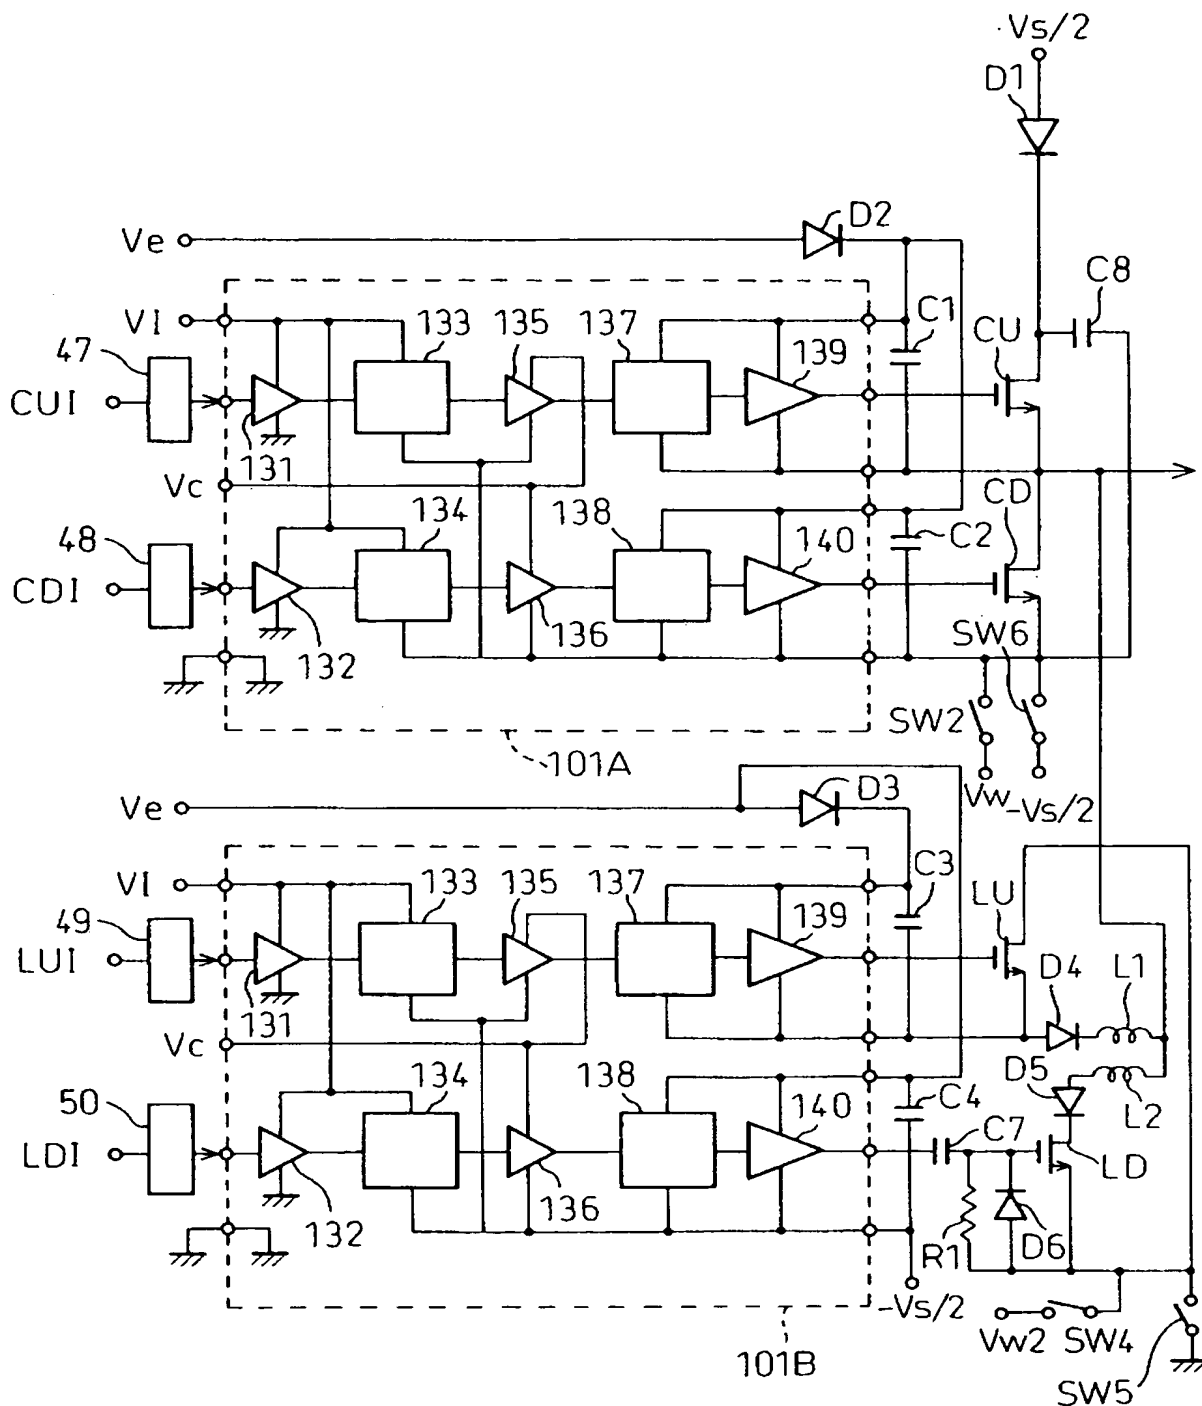 Vs/2
D1
D2
Ve
C8
VI
133
135
137
C1
CU
47
139
CUI
131
Vc
CD
134
138
48
140
C2
CDI
SW6
136
132
SW2
101A
Vw
-Vs/2
Ve
D3
C3
VI
133
135
137
LU
49
139
LUI
D4
L1
131
Vc
D5
134
138
C4
L2
50
140
C7
LDI
LD
136
132
R1
D6
-Vs/2
Vw2
SW4
101B
SW5